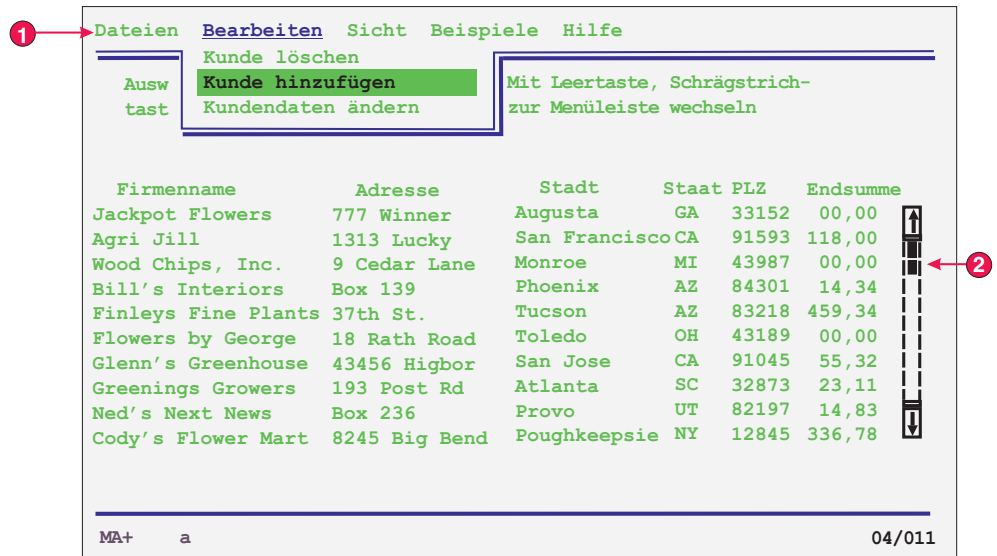 1
Dateien Bearbeiten Sicht Beispiele Hilfe
Kunde löschen
Kunde hinzufügen
Kundendaten ändern
Ausw
tast
Mit Leertaste, Schrägstrich-
zur Menüleiste wechseln
Firmenname Adresse Stadt Staat PLZ Endsumme
Jackpot Flowers 777 Winner Augusta GA 33152 00,00
Agri Jill 1313 Lucky San Francisco CA 91593 118,00
Wood Chips, Inc. 9 Cedar Lane Monroe MI 43987 00,00
2
Bill's Interiors Box 139 Phoenix AZ 84301 14,34
Finleys Fine Plants 37th St. Tucson AZ 83218 459,34
Flowers by George 18 Rath Road Toledo OH 43189 00,00
Glenn's Greenhouse 43456 Higbor San Jose CA 91045 55,32
Greenings Growers 193 Post Rd Atlanta SC 32873 23,11
Ned's Next News Box 236 Provo UT 82197 14,83
Cody's Flower Mart 8245 Big Bend Poughkeepsie NY 12845 336,78
MA+ a 04/011